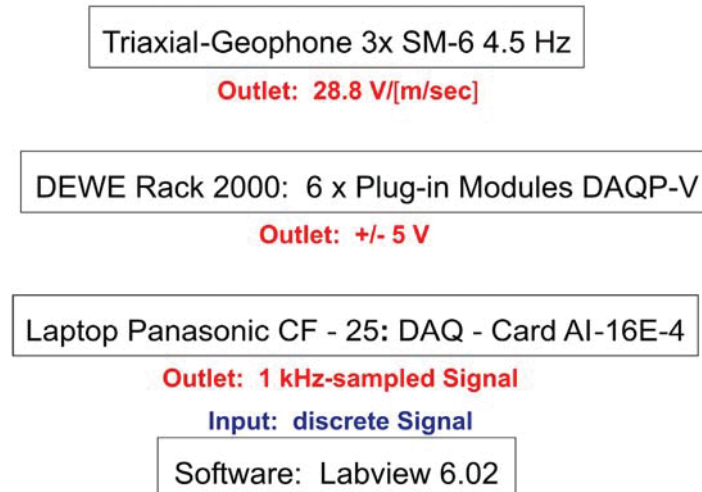 Triaxial-Geophone 3x SM-6 4.5 Hz
Outlet: 28.8 V/[m/sec]
DEWE Rack 2000: 6 x Plug-in Modules DAQP-V
Outlet: +/- 5 V
Laptop Panasonic CF - 25: DAQ - Card AI-16E-4
Outlet: 1 kHz-sampled Signal
Input: discrete Signal
Software: Labview 6.02